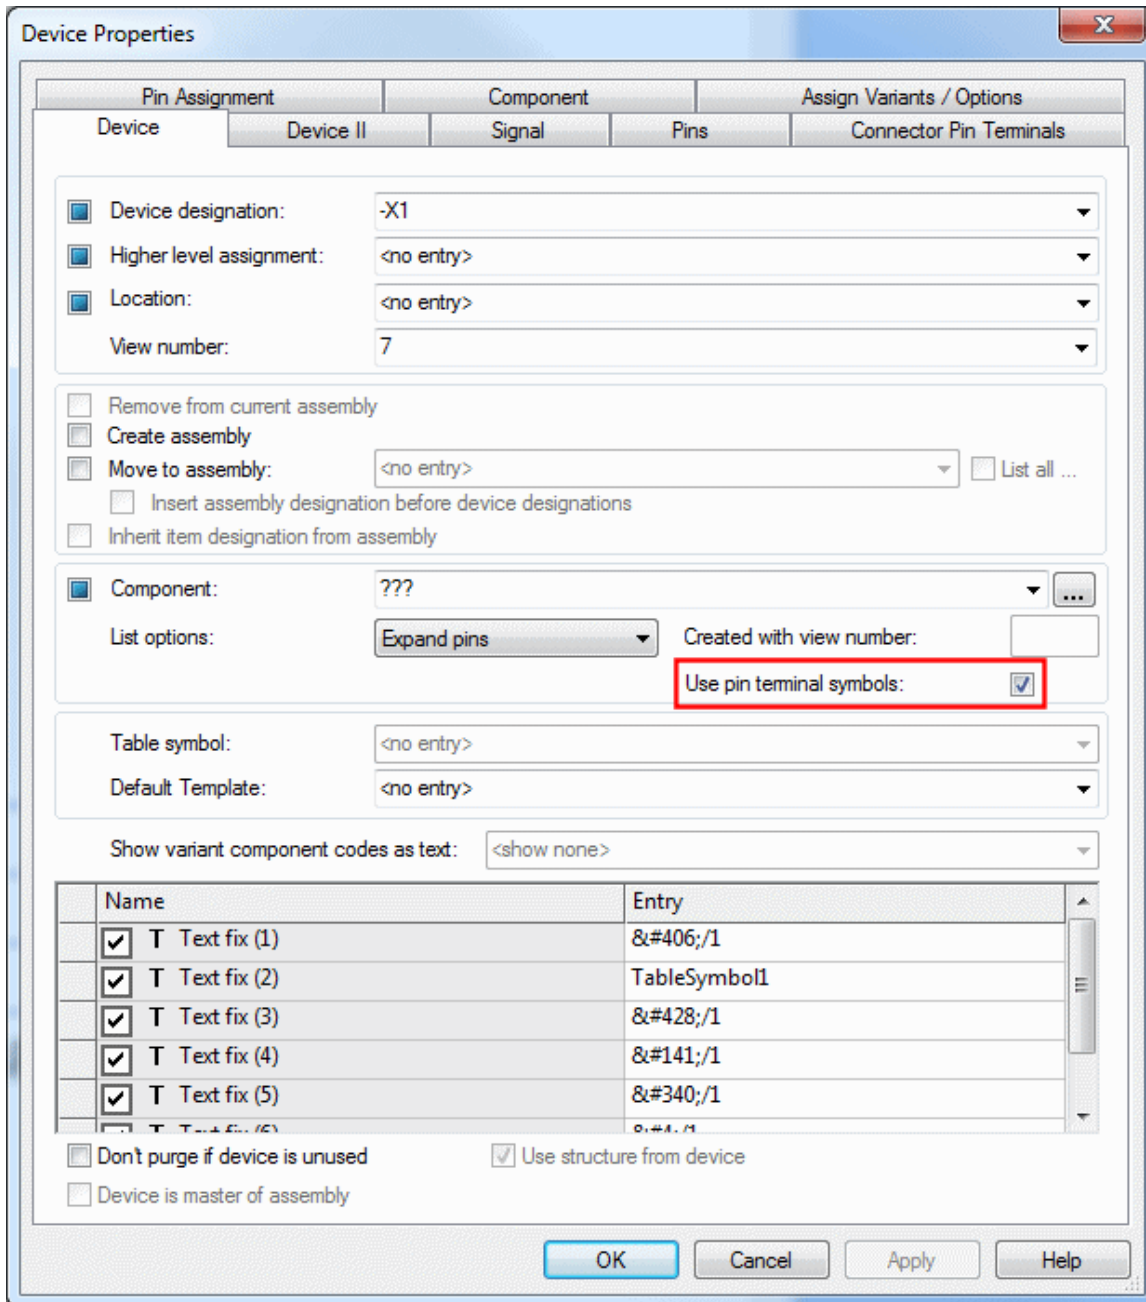 Device Properties
Pin Assignment Component Assign Variants / Options
Device Device II Signal Pins Connector Pin Terminals
Device designation: -X1
Higher level assignment: <no entry>
Location: <no entry>
View number: 7
Remove from current assembly
Create assembly
Move to assembly: <no entry> List all ...
Insert assembly designation before device designations
Inherit item designation from assembly
Component: ??? ...
List options: Expand pins Created with view number:
Use pin terminal symbols:
Table symbol: <no entry>
Default Template: <no entry>
Show variant component codes as text: <show none>
Name Entry
T Text fix (1) &#406;/1
T Text fix (2) TableSymbol1
T Text fix (3) &#428;/1
T Text fix (4) &#141;/1
T Text fix (5) &#340;/1
T Text fix (6) &#4;/1
Don't purge if device is unused Use structure from device
Device is master of assembly
OK Cancel Apply Help